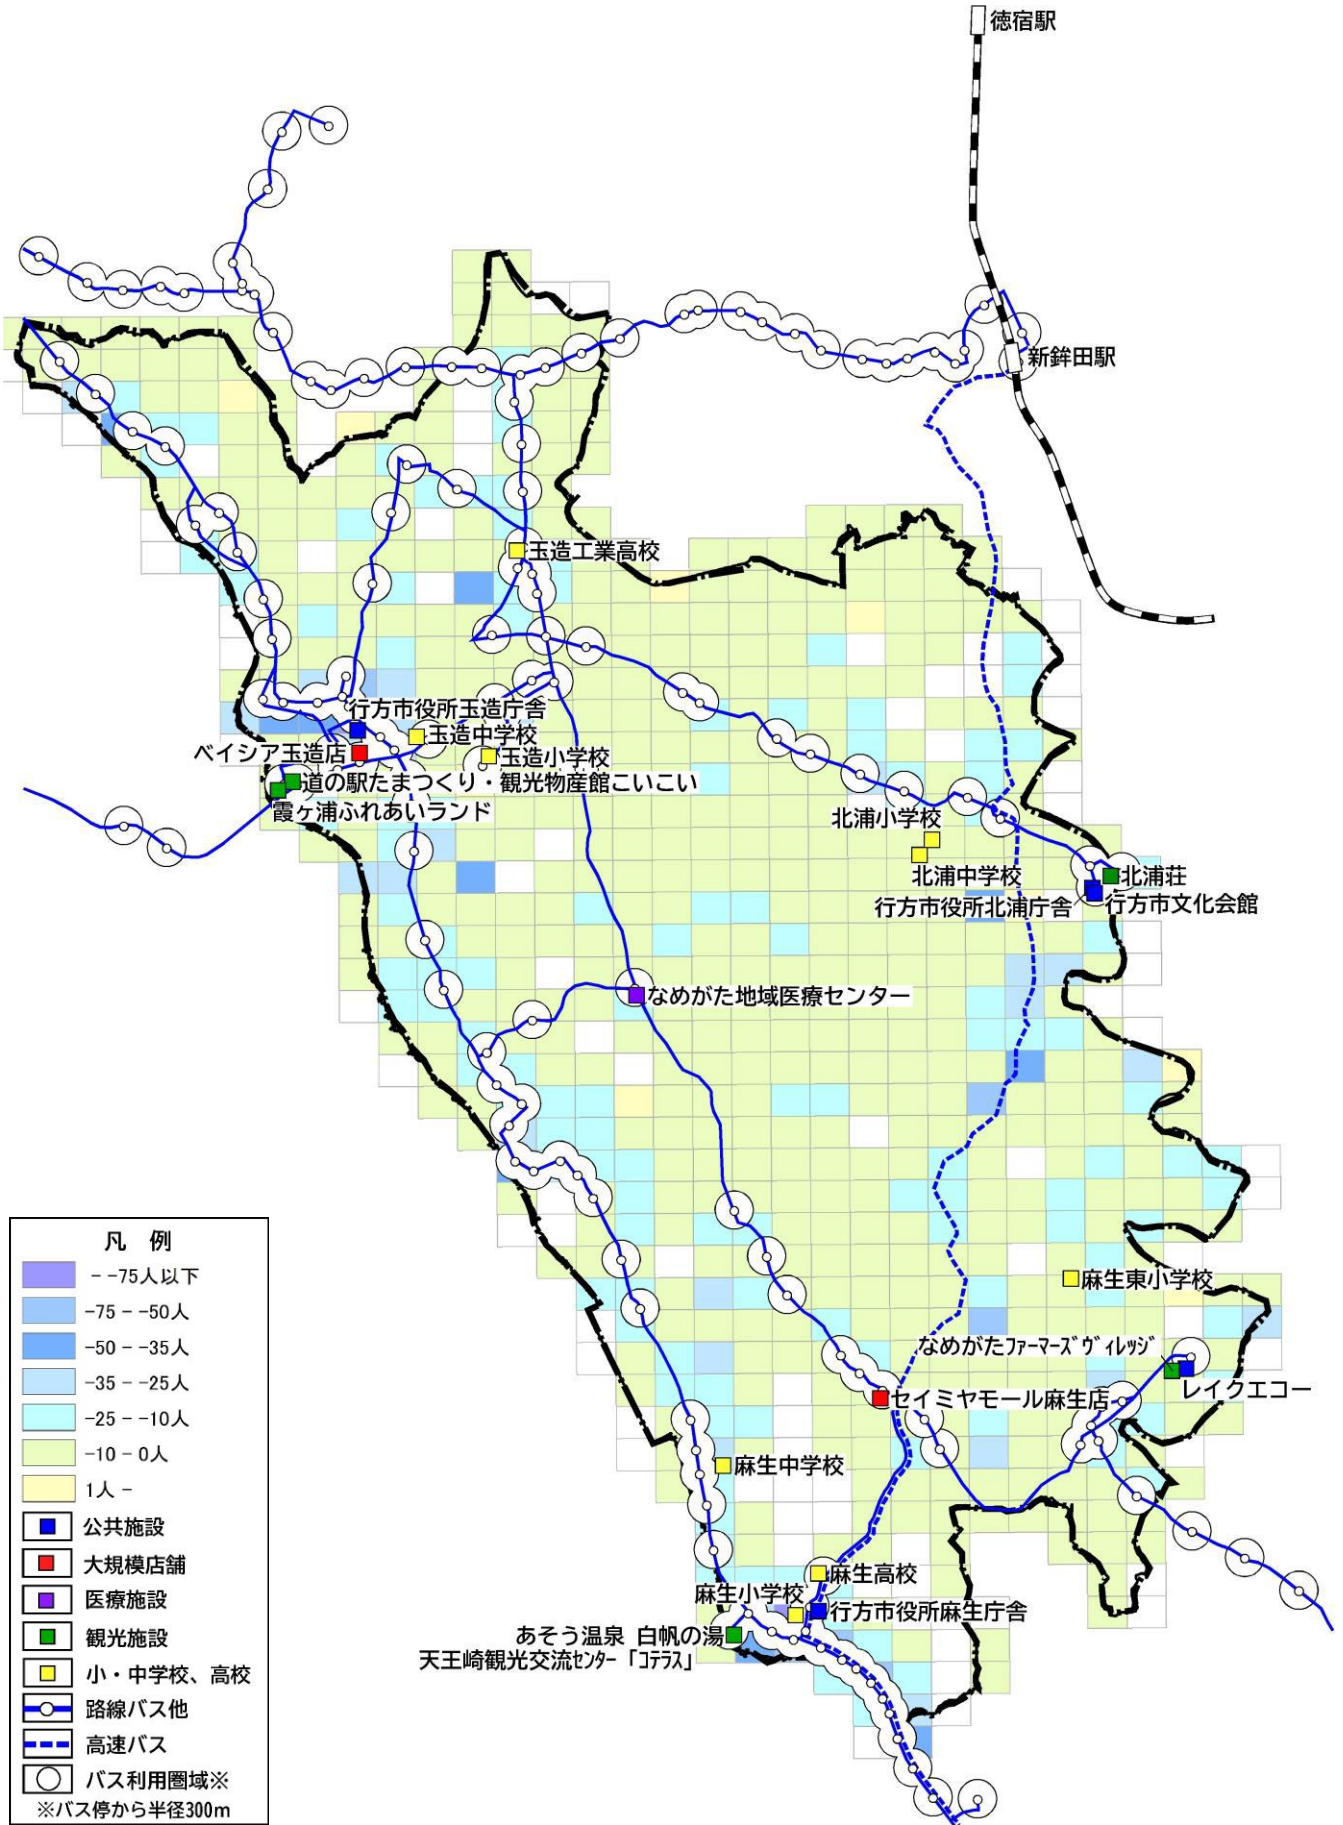 徳宿駅
新鉾田駅
玉造工業高校
行方市役所玉造庁舎
玉造中学校
ベイシア玉造店
玉造小学校
道の駅たまつくり・観光物産館こいこい
霞ヶ浦ふれあいランド
北浦小学校
北浦中学校
北浦荘
行方市役所北浦庁舎
行方市文化会館
なめがた地域医療センター
麻生東小学校
なめがたファーマーズヴィレッジ
レイクエコー
セイミヤモール麻生店
麻生中学校
麻生高校
麻生小学校
行方市役所麻生庁舎
あそう温泉 白帆の湯
天王崎観光交流センター「コテラス」
凡 例
- -75人以下
-75 - -50人
-50 - -35人
-35 - -25人
-25 - -10人
-10 - 0人
1人 -
公共施設
大規模店舗
医療施設
観光施設
小・中学校、高校
路線バス他
高速バス
バス利用圏域※
※バス停から半径300m